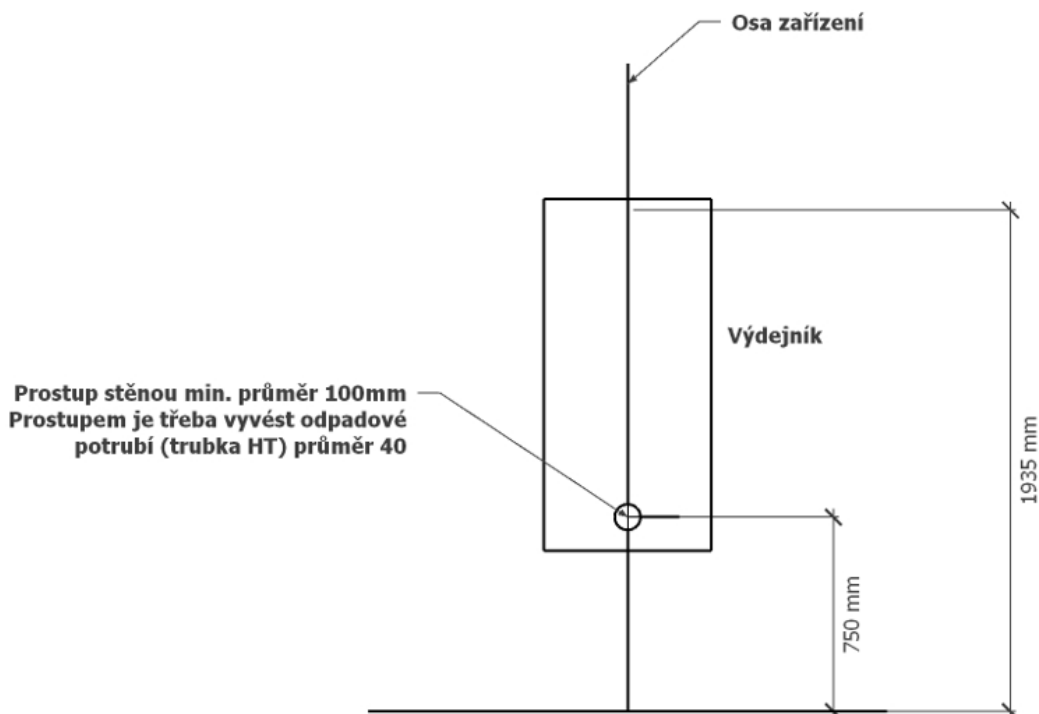 Osa zařízení
Výdejník
Prostup stěnou min. průměr 100mm
Prostupem je třeba vyvést odpadové
potrubí (trubka HT) průměr 40
1935 mm
750 mm